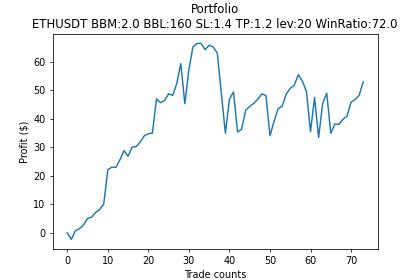 Portfolio
ETHUSDT BBM:2.0 BBL:160 SL:1.4 TP:1.2 lev:20 WinRatio:72.0
60
50
40
30
20
10
0
Profit ($)
0 10 20 30 40 50 60 70
Trade counts